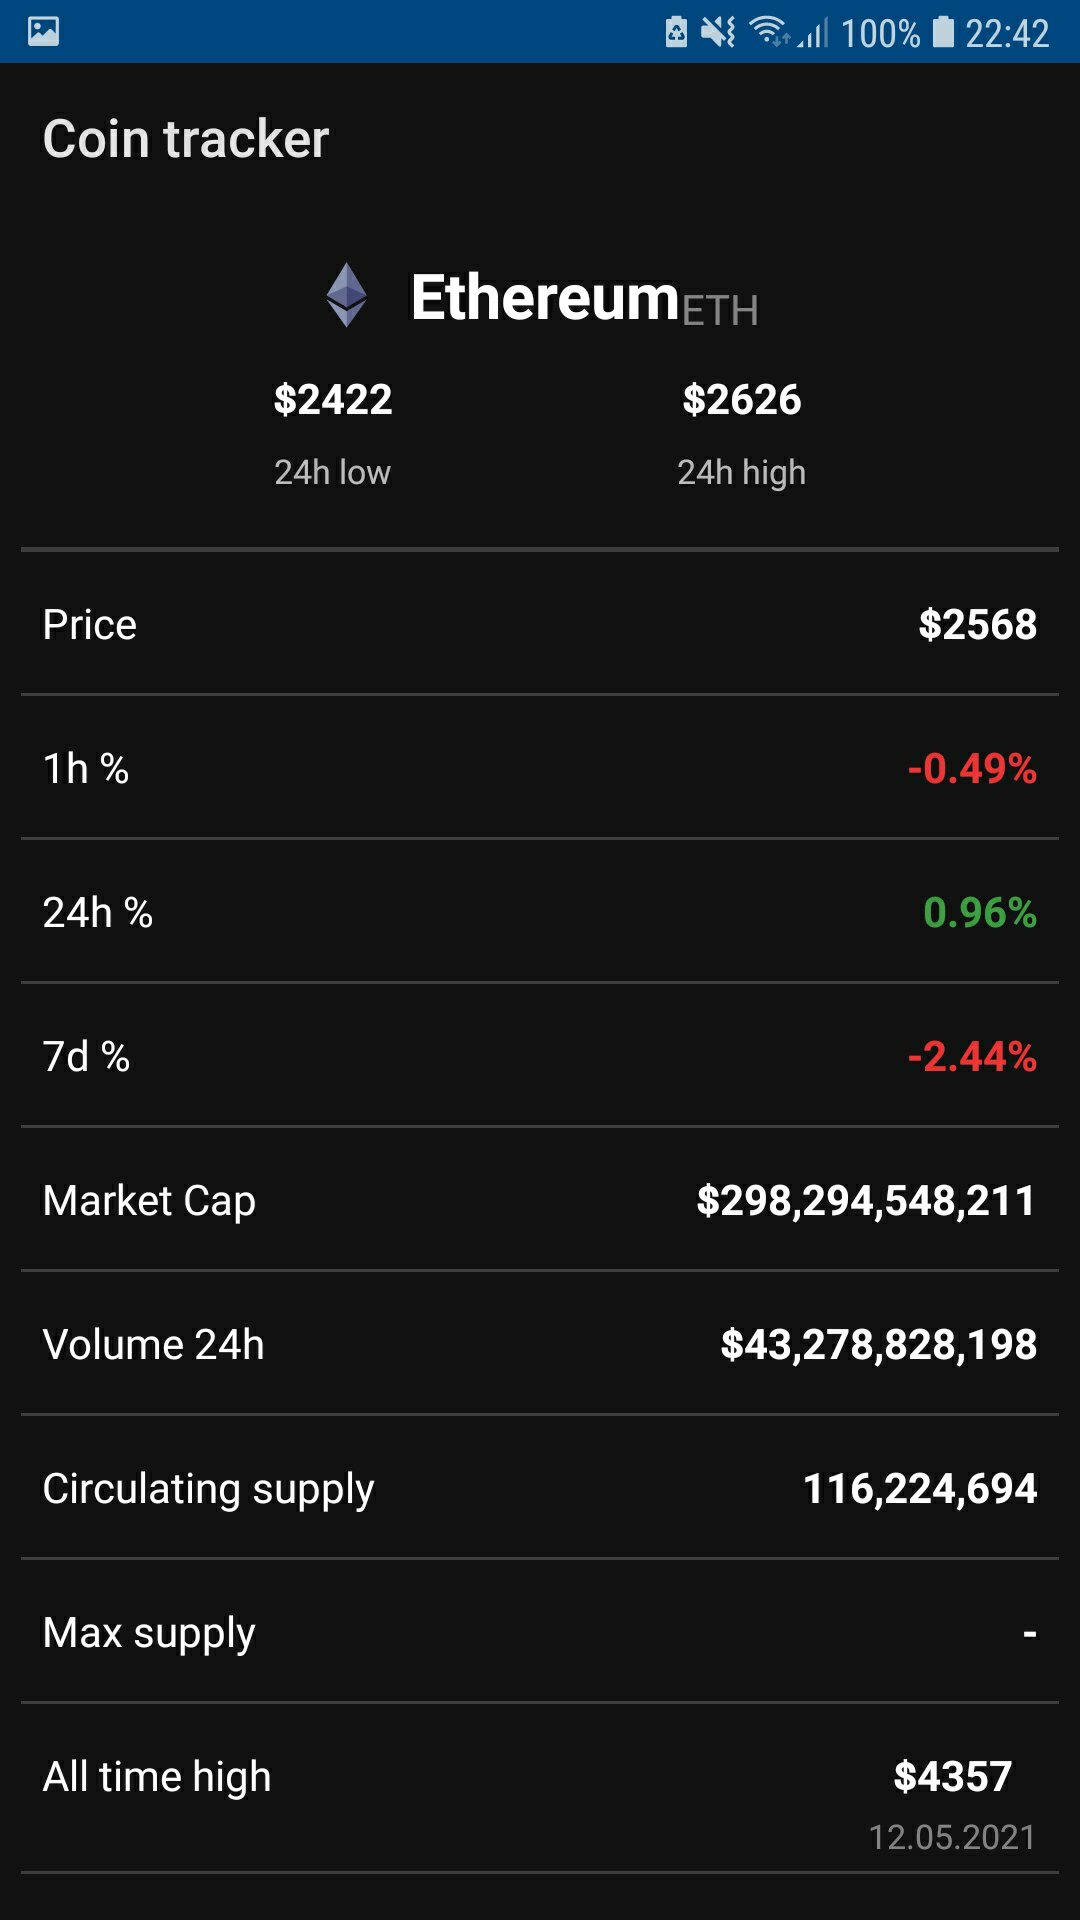 100% 22:42
Coin tracker
Ethereum ETH
$2422 $2626
24h low 24h high
Price $2568
1h % -0.49%
24h % 0.96%
7d % -2.44%
Market Cap $298,294,548,211
Volume 24h $43,278,828,198
Circulating supply 116,224,694
Max supply -
All time high $4357
12.05.2021